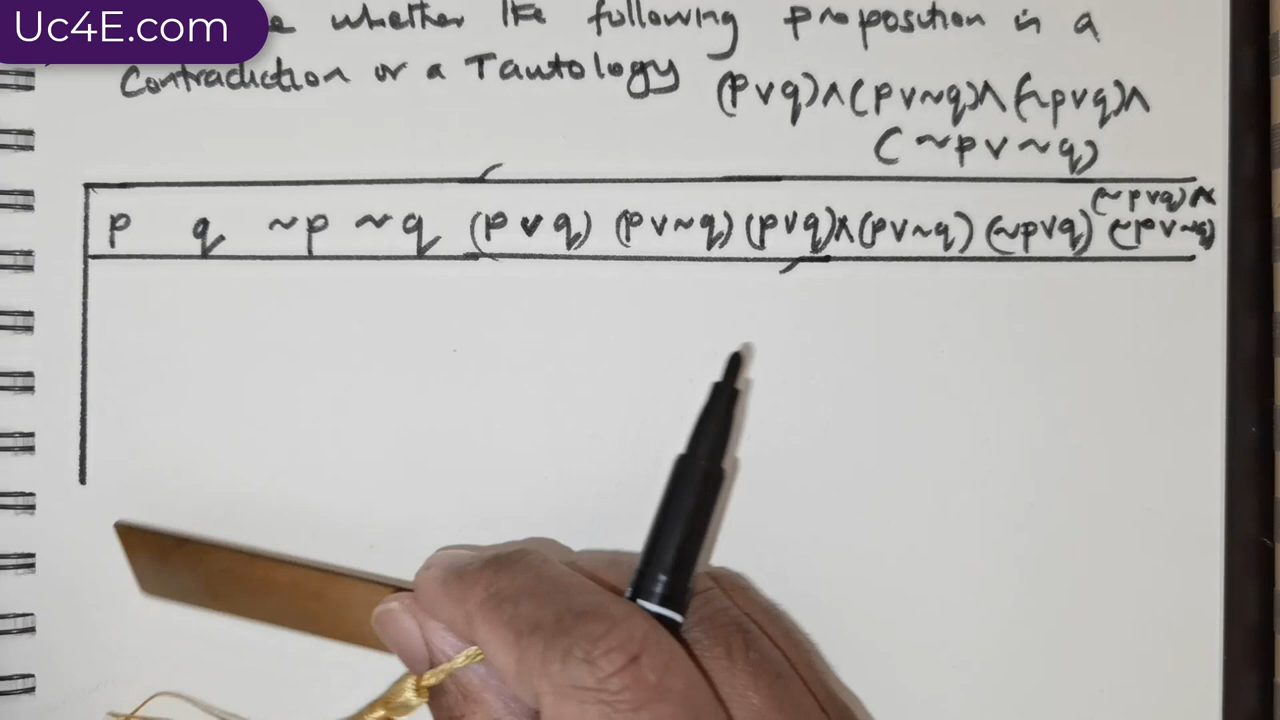 Uc4E.com
whether the following proposition is a
Contradiction or a Tautology (p∨q)∧(p∨~q)∧(~p∨q)∧
(~p∨~q)
(~p∨q)∧
p q ~p ~q (p∨q) (p∨~q) (p∨q)∧(p∨~q) (~p∨q) (~p∨~q)